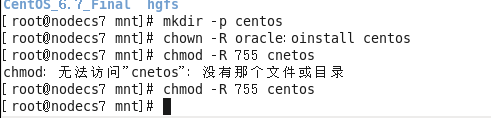 CentOS_6.7_Final hgfs
[root@nodecs7 mnt]# mkdir -p centos
[root@nodecs7 mnt]# chown -R oracle:oinstall centos
[root@nodecs7 mnt]# chmod -R 755 cnetos
chmod: 无法访问"cnetos": 没有那个文件或目录
[root@nodecs7 mnt]# chmod -R 755 centos
[root@nodecs7 mnt]#